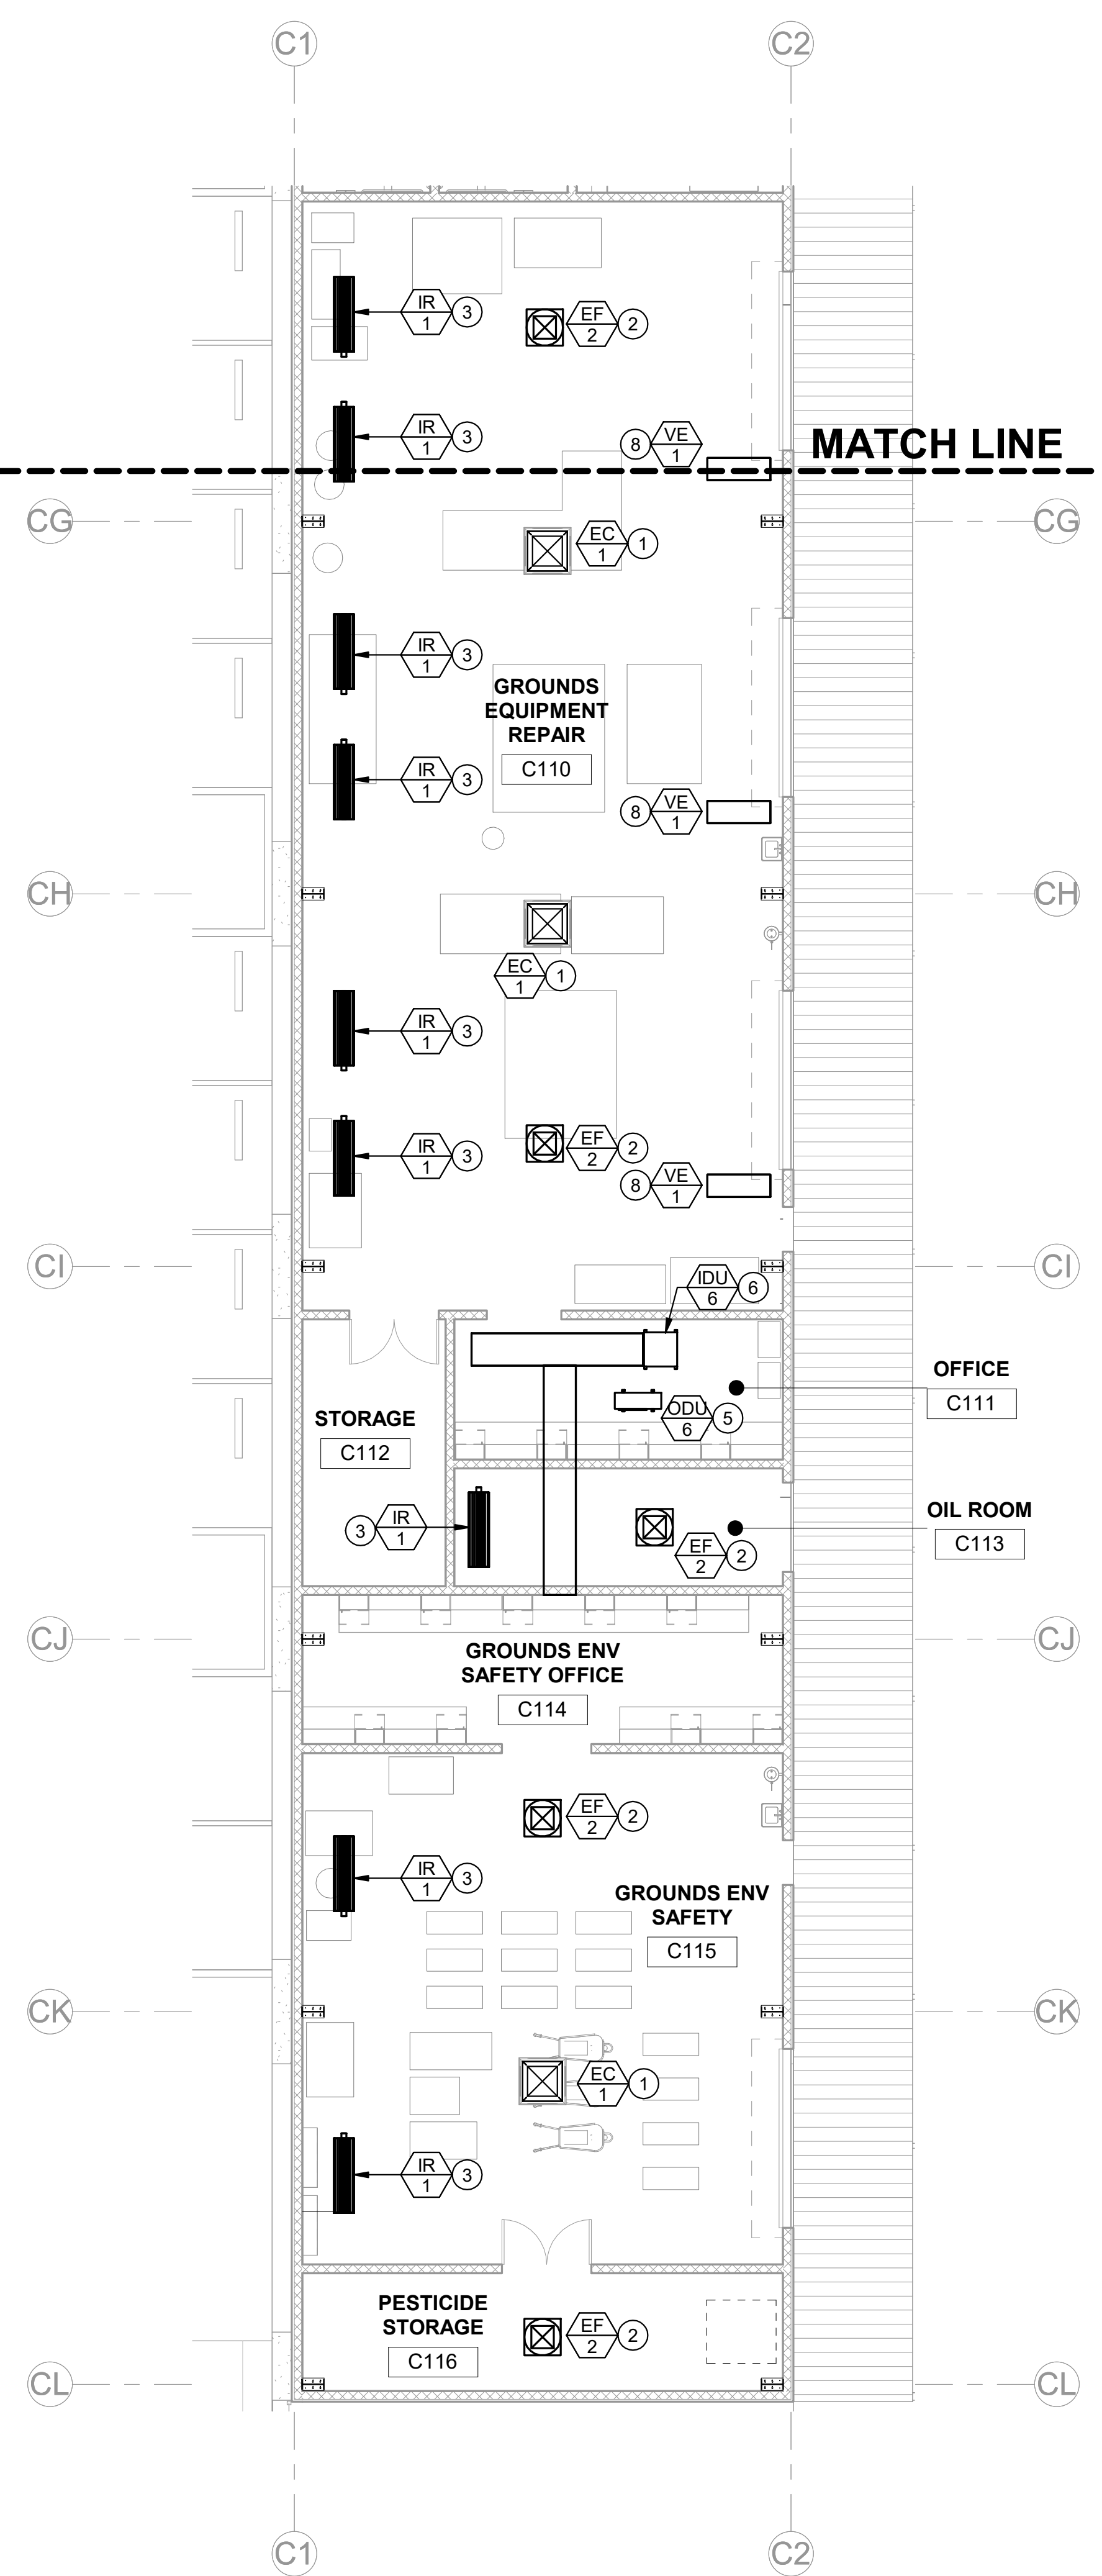 C1
C2
IR
1
3
EF
2
2
IR
1
3
8
VE
1
MATCH LINE
CG
CG
EC
1
1
IR
1
3
GROUNDS
EQUIPMENT
REPAIR
C110
IR
1
3
8
VE
1
CH
CH
EC
1
1
IR
1
3
EF
2
2
IR
1
3
8
VE
1
CI
CI
IDU
6
6
OFFICE
C111
ODU
6
5
STORAGE
C112
3
IR
1
OIL ROOM
C113
EF
2
2
CJ
CJ
GROUNDS ENV
SAFETY OFFICE
C114
EF
2
2
IR
1
3
GROUNDS ENV
SAFETY
C115
CK
CK
EC
1
1
IR
1
3
PESTICIDE
STORAGE
C116
EF
2
2
CL
CL
C1
C2